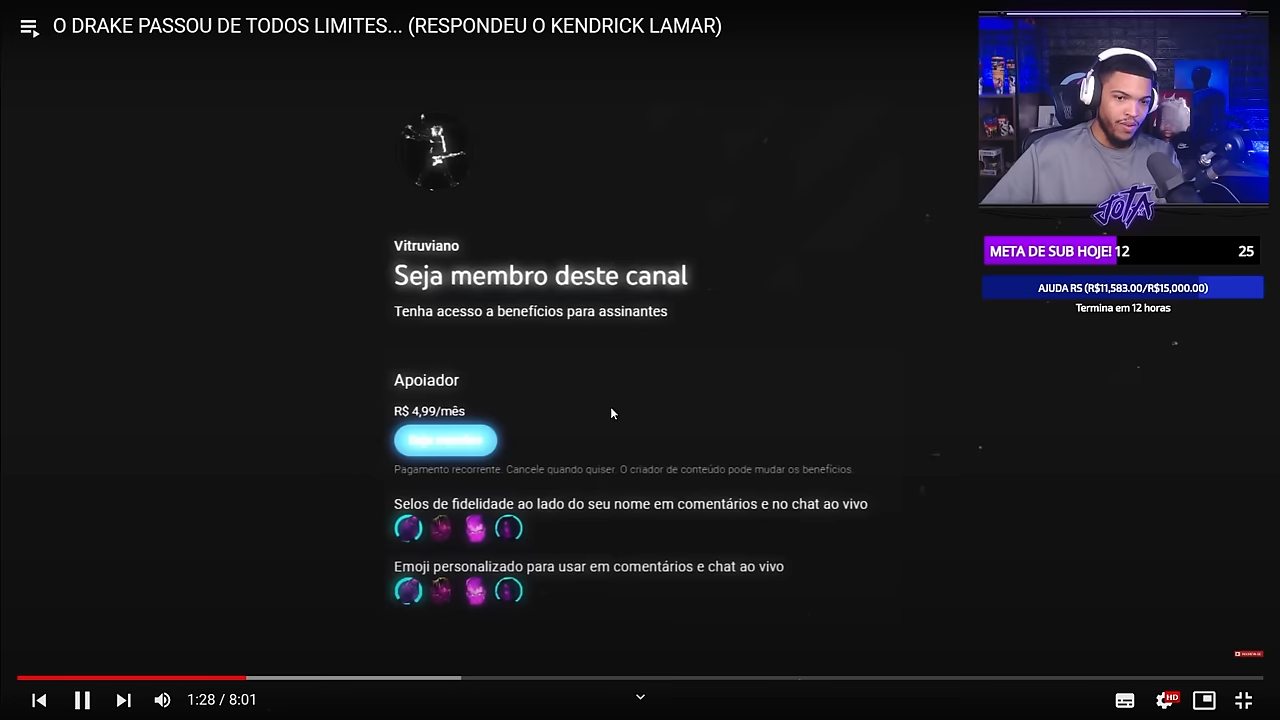 O DRAKE PASSOU DE TODOS LIMITES... (RESPONDEU O KENDRICK LAMAR)
JOTA
META DE SUB HOJE! 12 25
AJUDA RS (R$11,583.00/R$15,000.00)
Termina em 12 horas
Vitruviano
Seja membro deste canal
Tenha acesso a benefícios para assinantes
Apoiador
R$ 4,99/mês
Pagamento recorrente. Cancele quando quiser. O criador de conteúdo pode mudar os benefícios.
Selos de fidelidade ao lado do seu nome em comentários e no chat ao vivo
Emoji personalizado para usar em comentários e chat ao vivo
1:28 / 8:01
HD